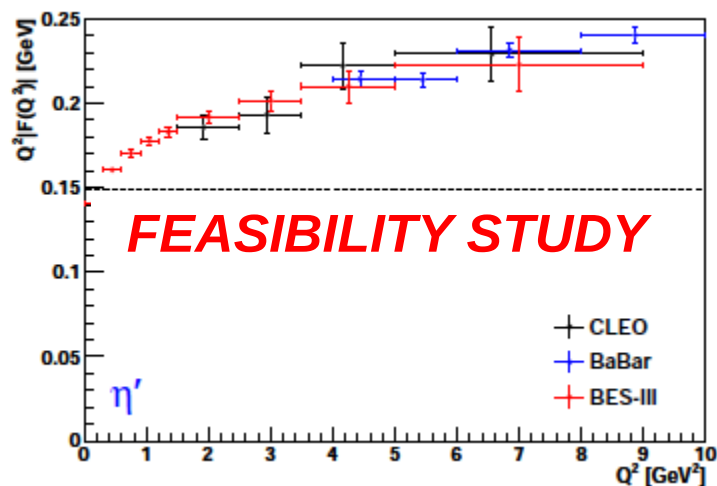 0.25
0.2
0.15
0.1
0.05
0
Q²|F(Q²)| [GeV]
FEASIBILITY STUDY
CLEO
BaBar
BES-III
η′
0 1 2 3 4 5 6 7 8 9 10
Q² [GeV²]